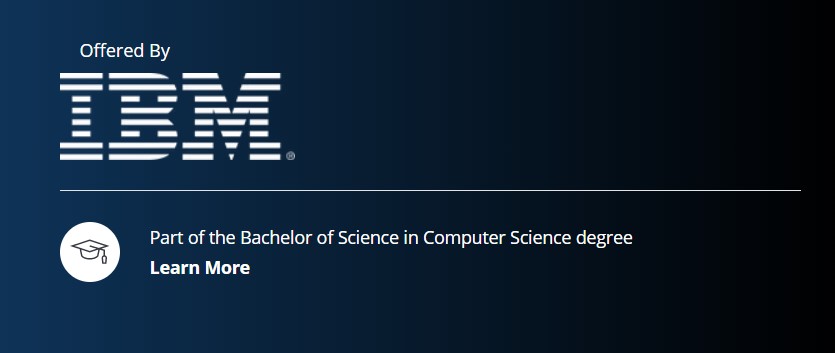 Offered By
IBM®
Part of the Bachelor of Science in Computer Science degree
Learn More